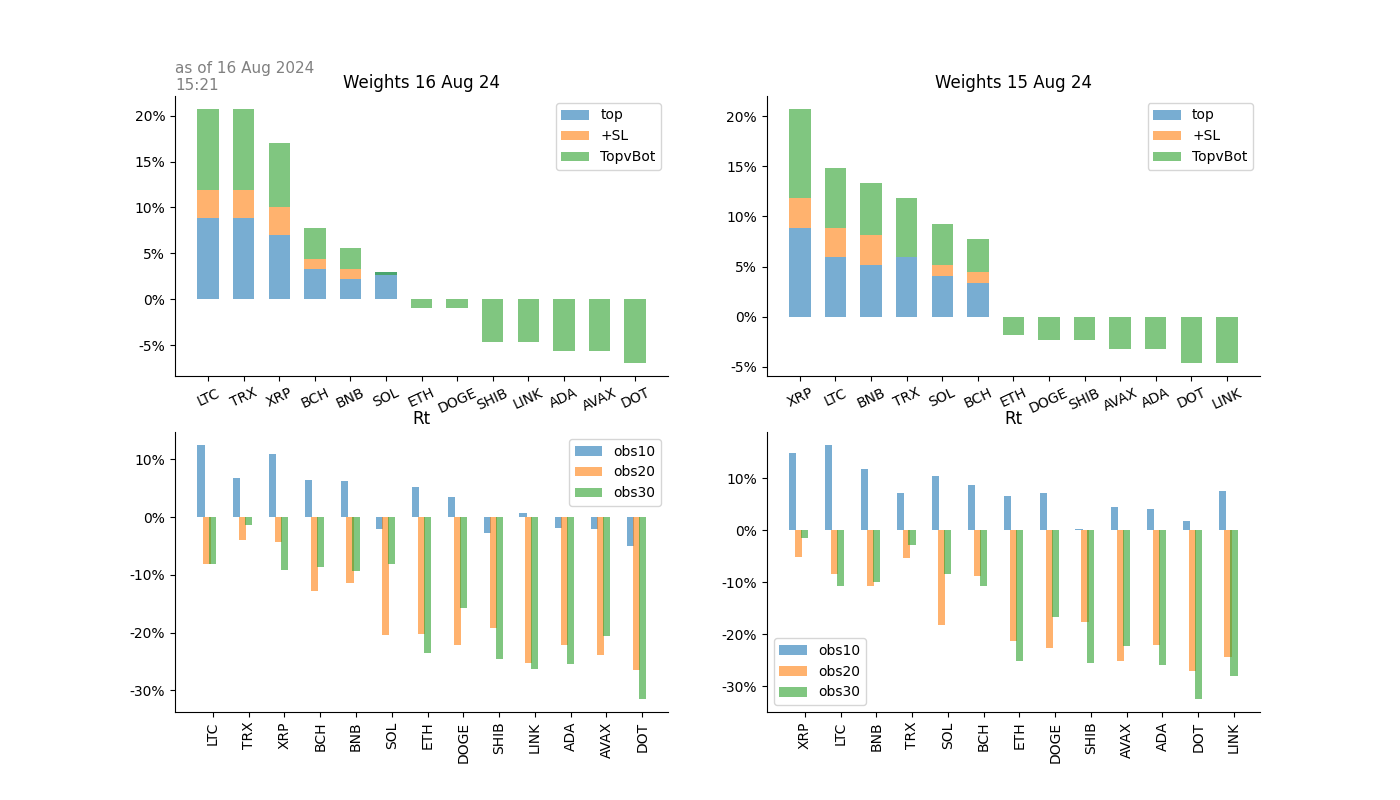 as of 16 Aug 2024
15:21
Weights 16 Aug 24
20%
15%
10%
5%
0%
-5%
top
+SL
TopvBot
LTC TRX XRP BCH BNB SOL ETH DOGE SHIB LINK ADA AVAX DOT
Weights 15 Aug 24
20%
15%
10%
5%
0%
-5%
top
+SL
TopvBot
XRP LTC BNB TRX SOL BCH ETH DOGE SHIB AVAX ADA DOT LINK
Rt
10%
0%
-10%
-20%
-30%
obs10
obs20
obs30
LTC TRX XRP BCH BNB SOL ETH DOGE SHIB LINK ADA AVAX DOT
Rt
10%
0%
-10%
-20%
-30%
obs10
obs20
obs30
XRP LTC BNB TRX SOL BCH ETH DOGE SHIB AVAX ADA DOT LINK